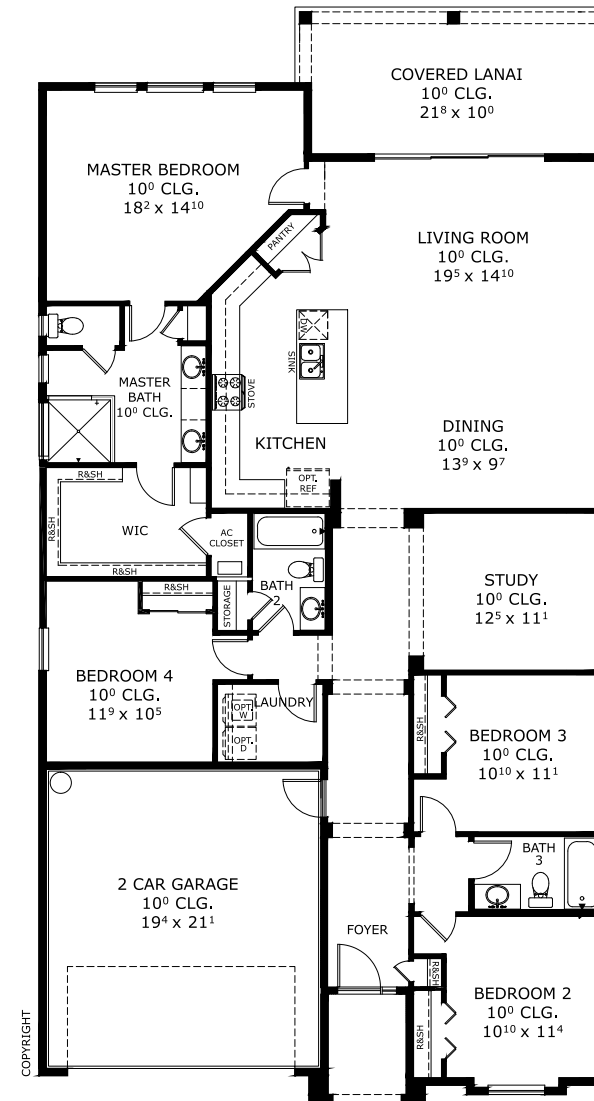 COVERED LANAI
10⁰ CLG.
21⁸ x 10⁰
MASTER BEDROOM
10⁰ CLG.
18² x 14¹⁰
PANTRY
LIVING ROOM
10⁰ CLG.
19⁵ x 14¹⁰
DW
SINK
STOVE
MASTER
BATH
10⁰ CLG.
KITCHEN
DINING
10⁰ CLG.
13⁹ x 9⁷
OPT.
REF
R&SH
R&SH
WIC
R&SH
AC
CLOSET
BATH
2
STORAGE
R&SH
STUDY
10⁰ CLG.
12⁵ x 11¹
BEDROOM 4
10⁰ CLG.
11⁹ x 10⁵
LAUNDRY
OPT.
W
OPT.
D
R&SH
BEDROOM 3
10⁰ CLG.
10¹⁰ x 11¹
BATH
3
2 CAR GARAGE
10⁰ CLG.
19⁴ x 21¹
FOYER
R&SH
BEDROOM 2
10⁰ CLG.
10¹⁰ x 11⁴
R&SH
COPYRIGHT